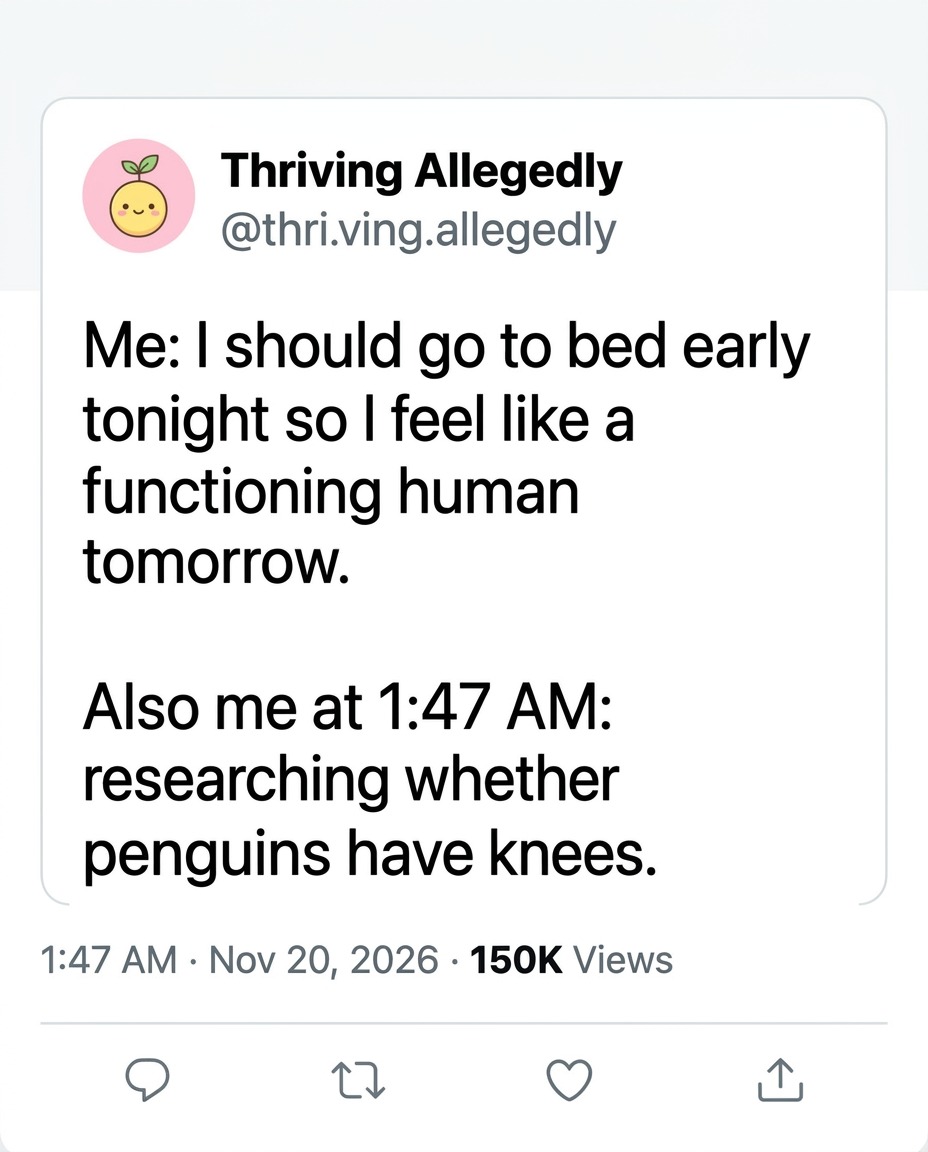 Thriving Allegedly
@thri.ving.allegedly
Me: I should go to bed early
tonight so I feel like a
functioning human
tomorrow.
Also me at 1:47 AM:
researching whether
penguins have knees.
1:47 AM · Nov 20, 2026 · 150K Views